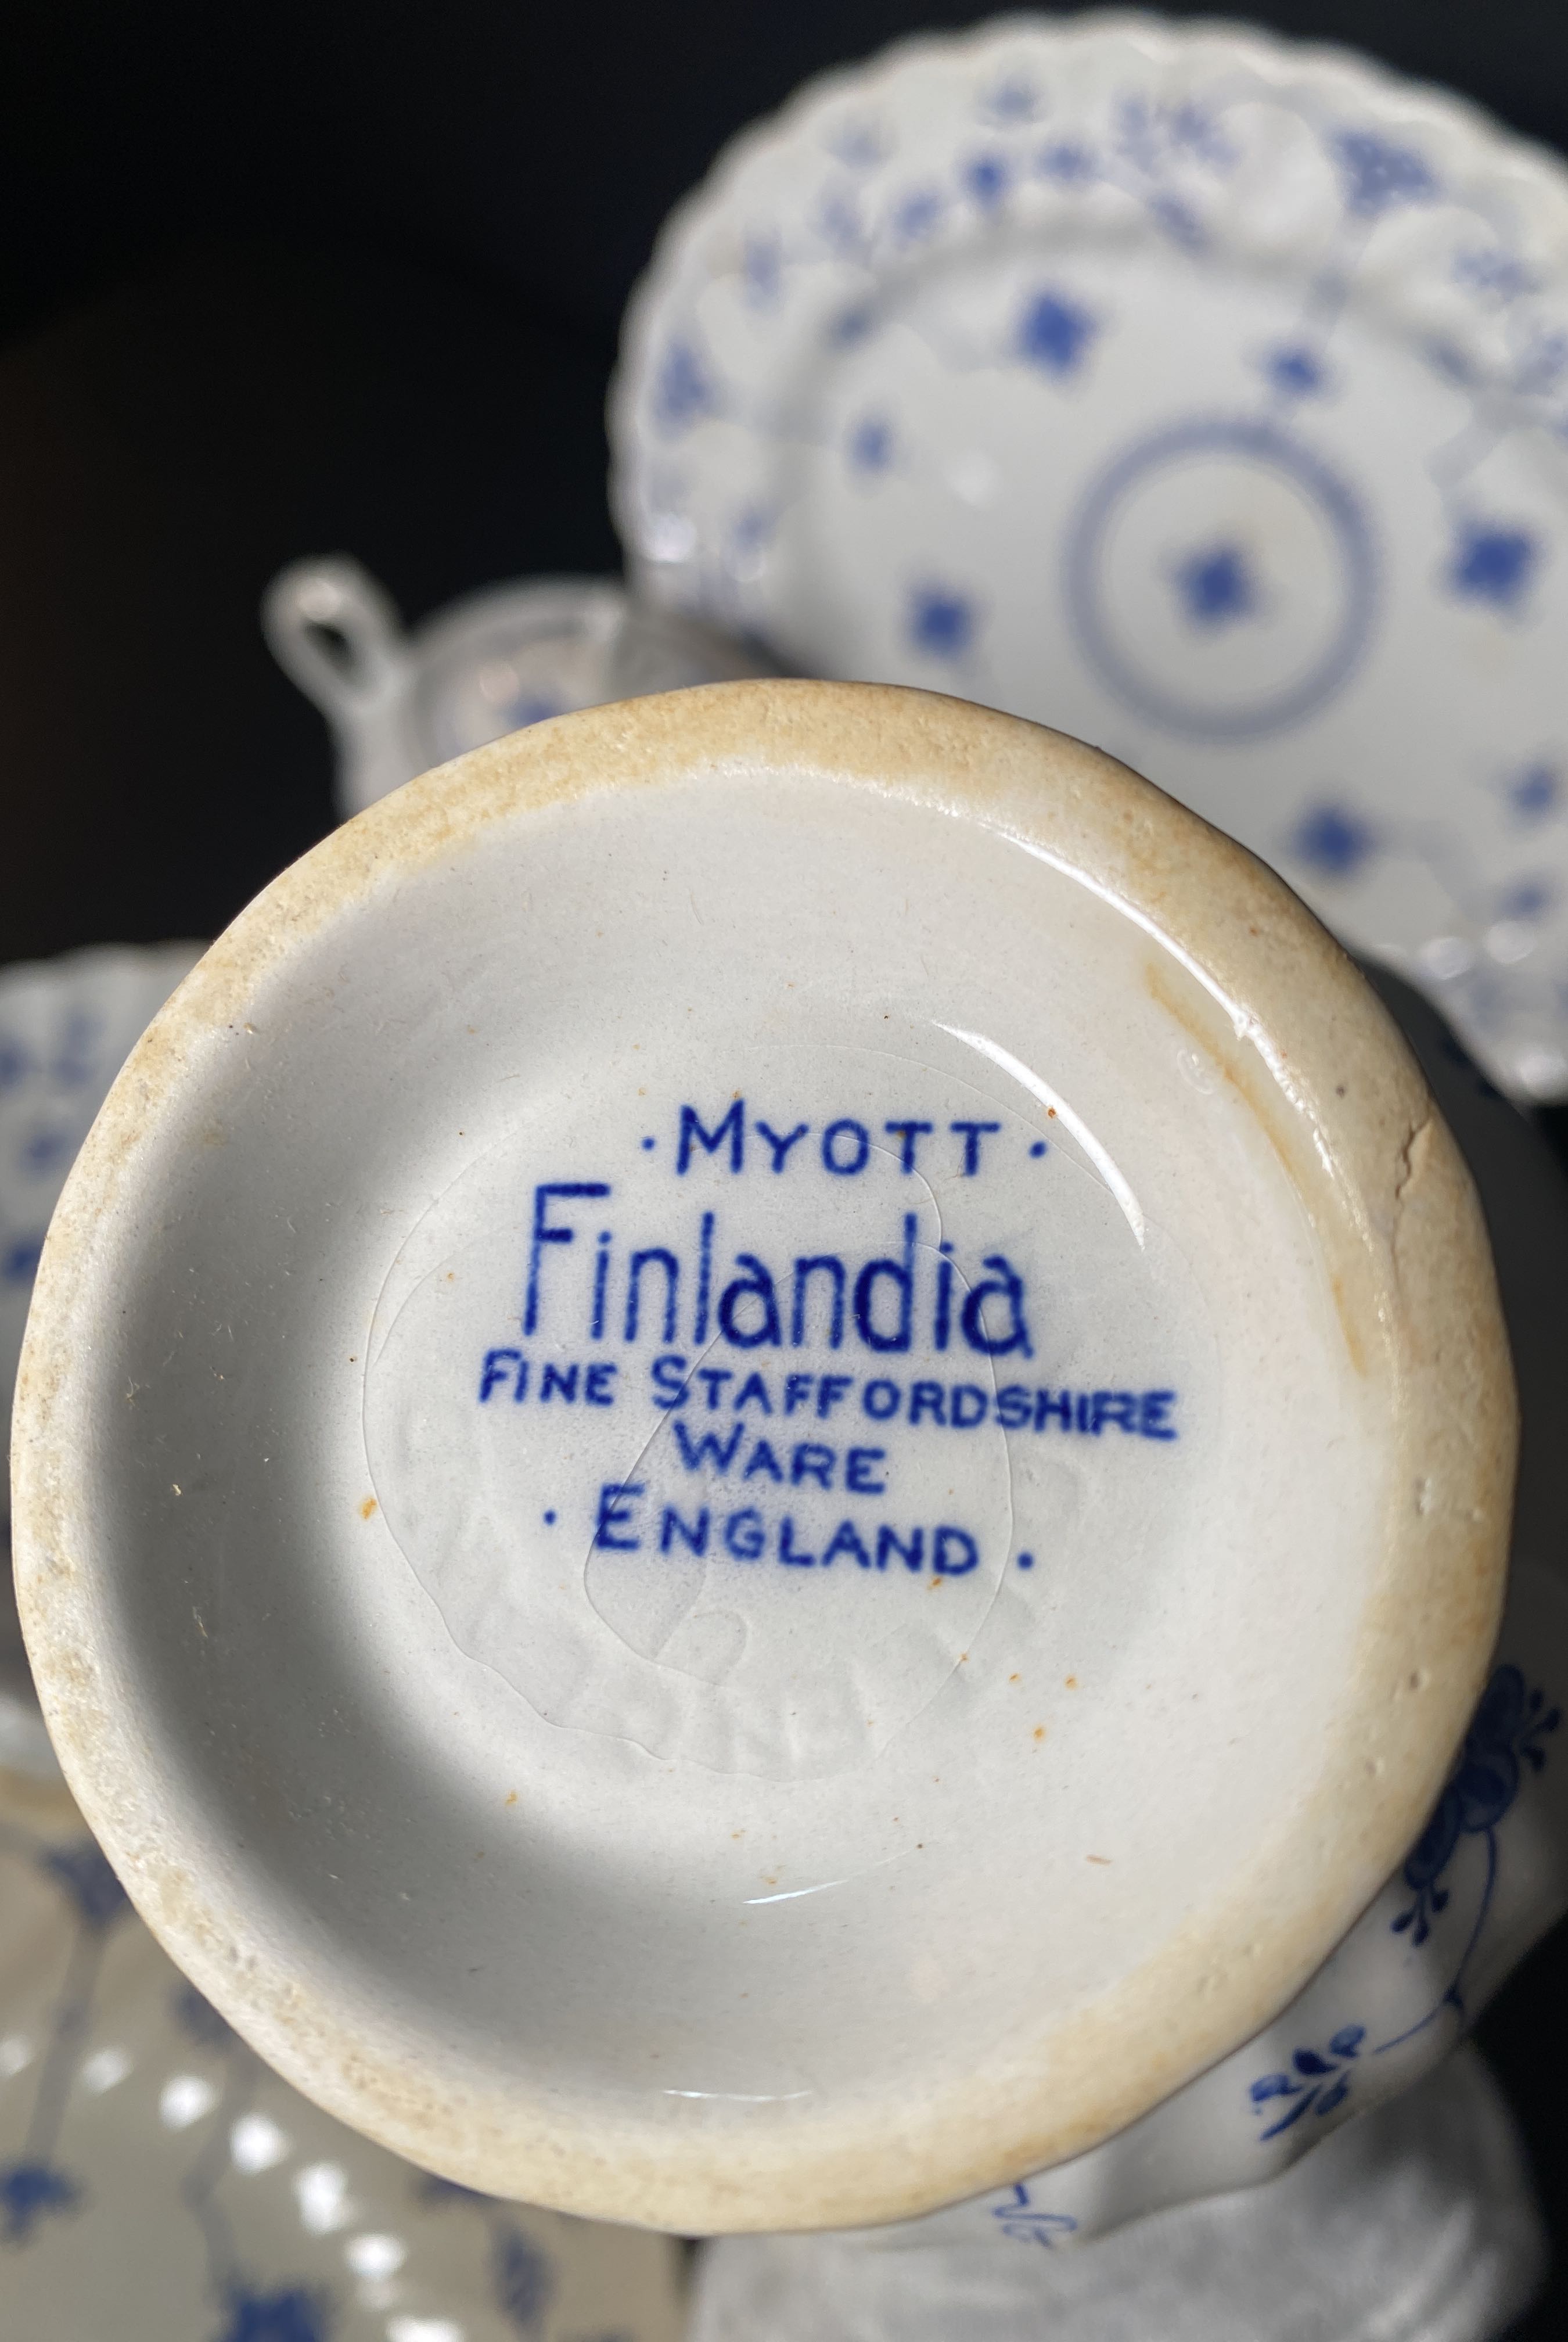 · MYOTT ·
Finlandia
FINE STAFFORDSHIRE
WARE
· ENGLAND ·